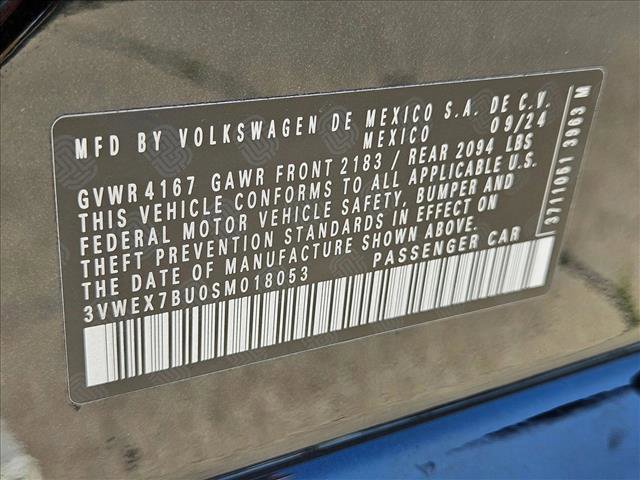 MFD BY VOLKSWAGEN DE MEXICO S.A. DE C.V.
MEXICO 09/24
GVWR 4167 GAWR FRONT 2183 / REAR 2094 LBS
THIS VEHICLE CONFORMS TO ALL APPLICABLE U.S.
FEDERAL MOTOR VEHICLE SAFETY, BUMPER AND
THEFT PREVENTION STANDARDS IN EFFECT ON
THE DATE OF MANUFACTURE SHOWN ABOVE.
3VWEX7BU0SM018053 PASSENGER CAR
9711061 3963 M